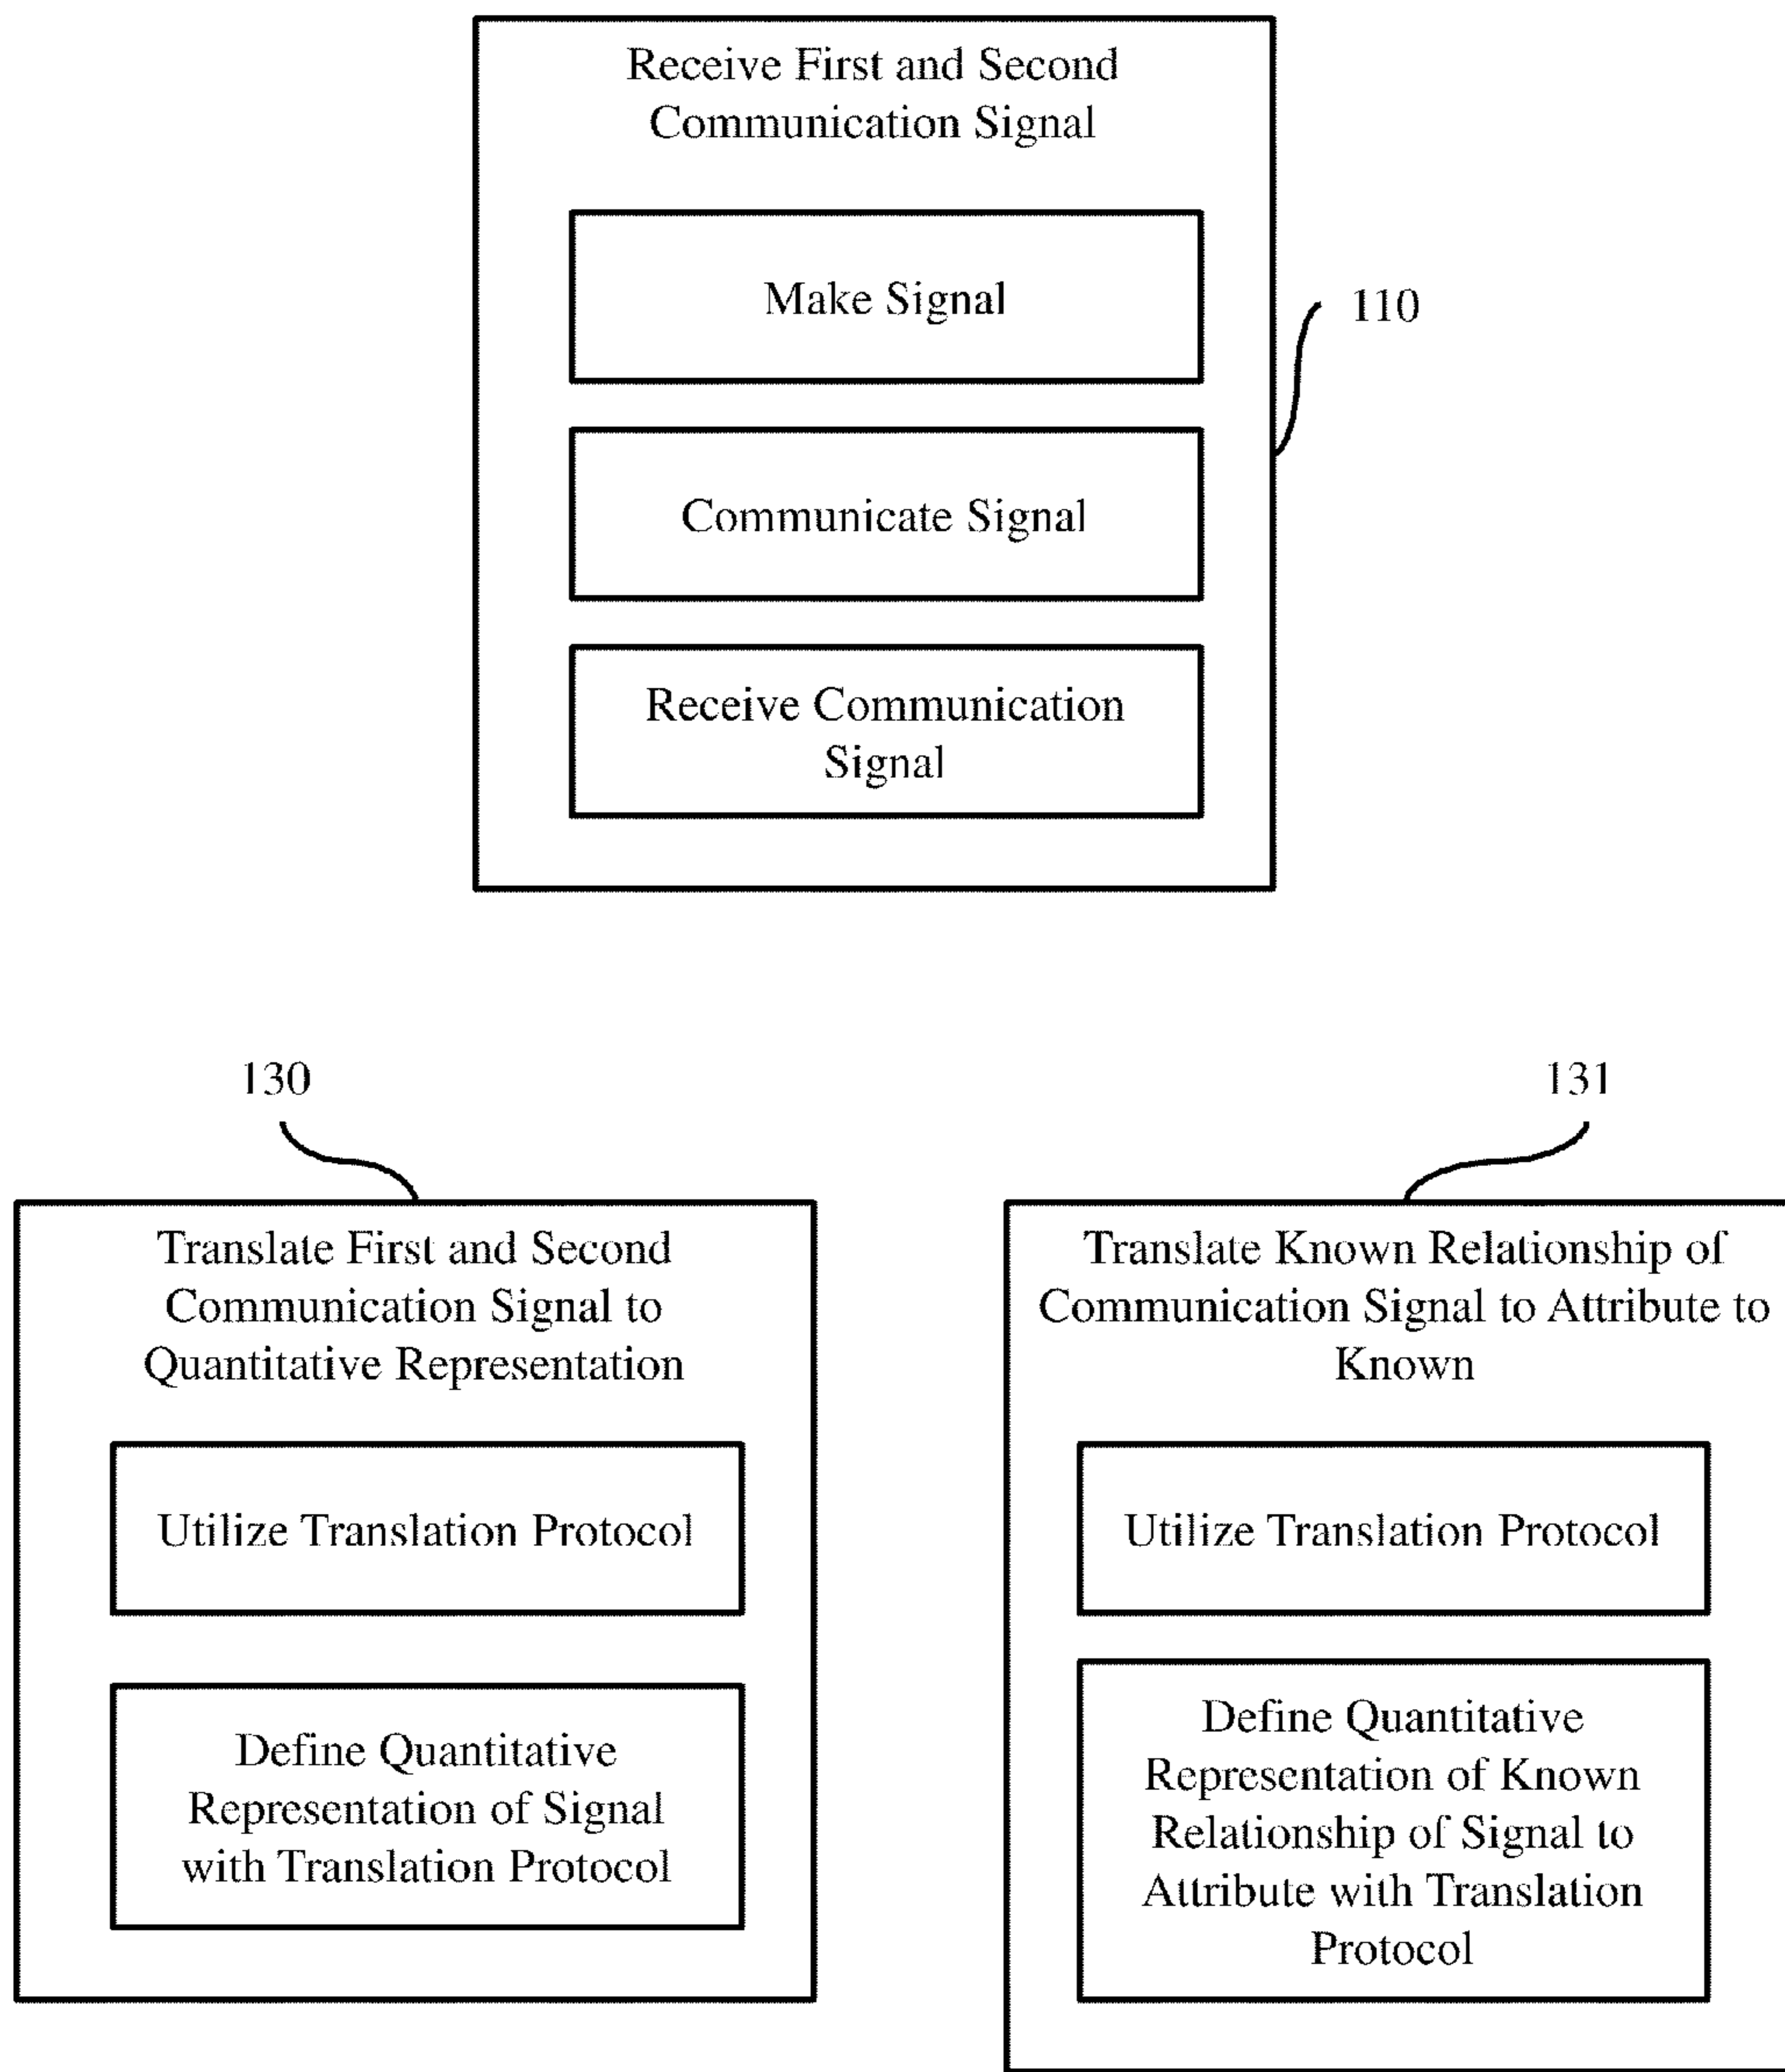 Receive First and Second
Communication Signal
Make Signal
110
Communicate Signal
Receive Communication
Signal
130
131
Translate First and Second
Communication Signal to
Quantitative Representation
Utilize Translation Protocol
Define Quantitative
Representation of Signal
with Translation Protocol
Translate Known Relationship of
Communication Signal to Attribute to
Known
Utilize Translation Protocol
Define Quantitative
Representation of Known
Relationship of Signal to
Attribute with Translation
Protocol